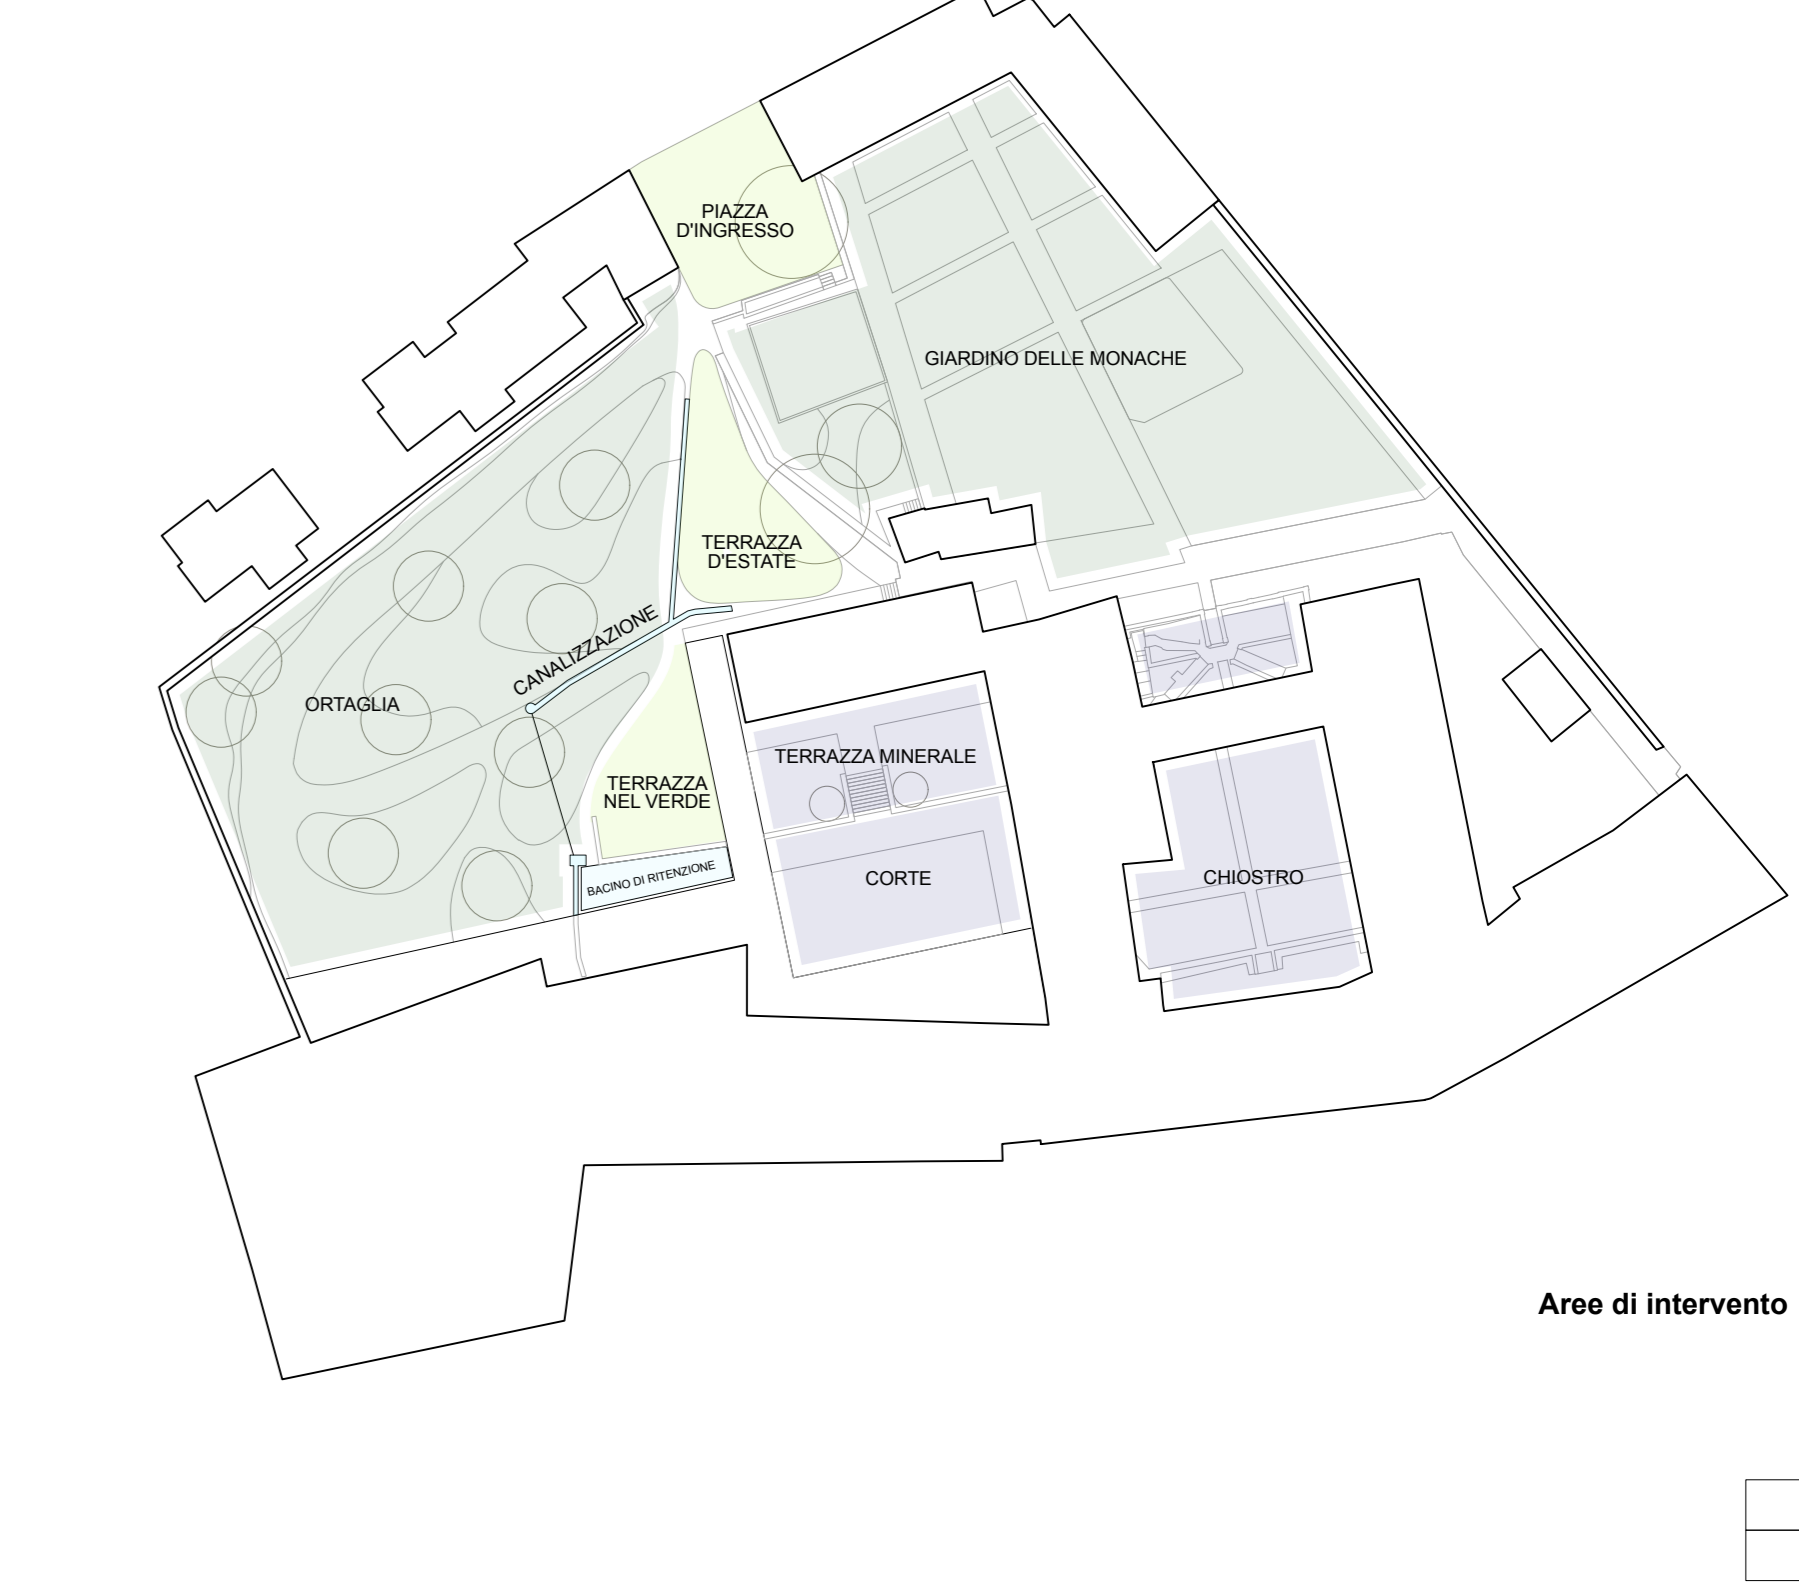 PIAZZA
D'INGRESSO
GIARDINO DELLE MONACHE
TERRAZZA
D'ESTATE
CANALIZZAZIONE
ORTAGLIA
TERRAZZA MINERALE
TERRAZZA
NEL VERDE
BACINO DI RITENZIONE
CORTE
CHIOSTRO
Aree di intervento